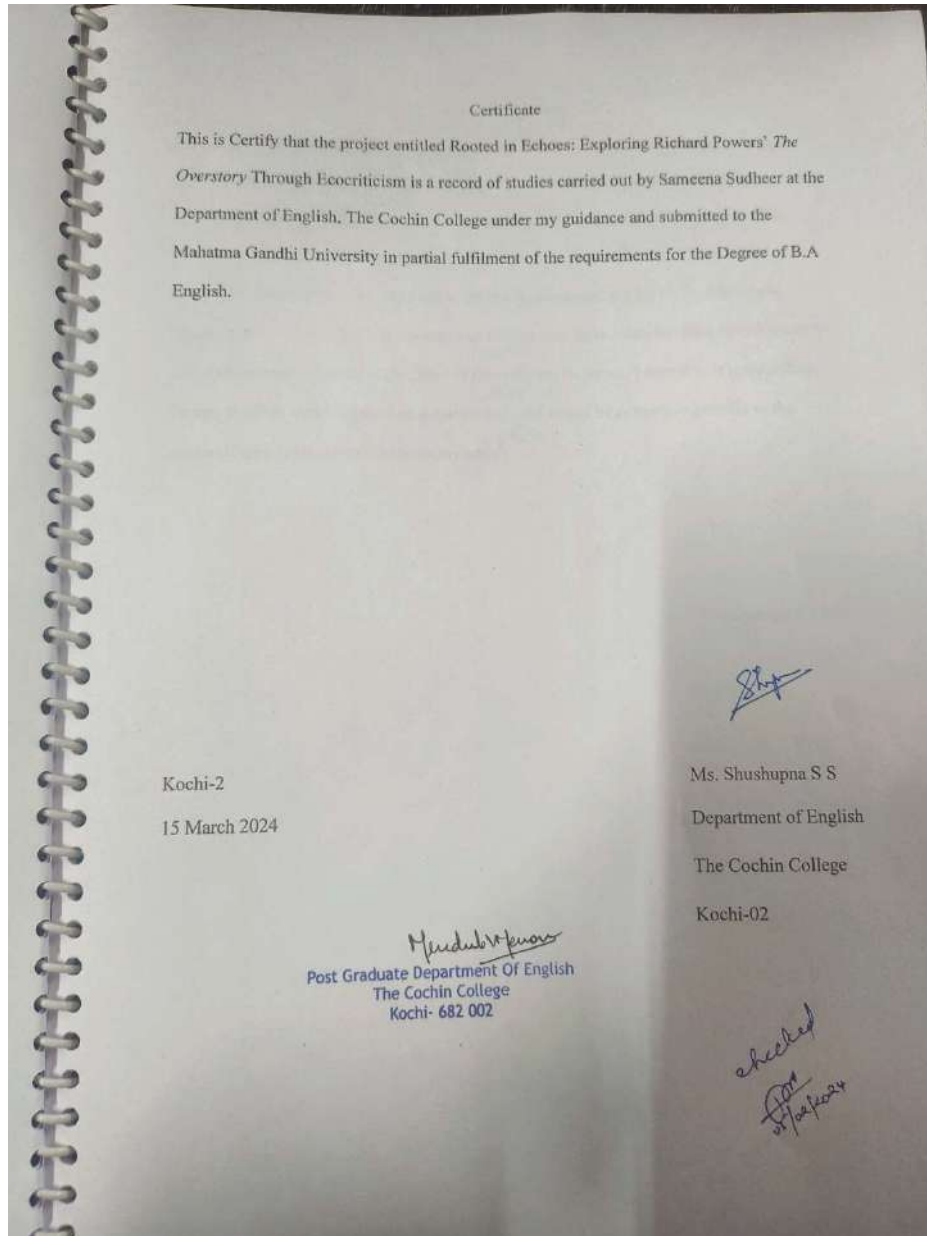 Certificate
This is Certify that the project entitled Rooted in Echoes: Exploring Richard Powers' The
Overstory Through Ecocriticism is a record of studies carried out by Sameena Sudheer at the
Department of English, The Cochin College under my guidance and submitted to the
Mahatma Gandhi University in partial fulfilment of the requirements for the Degree of B.A
English.
Kochi-2
15 March 2024
Ms. Shushupna S S
Department of English
The Cochin College
Kochi-02
Post Graduate Department Of English
The Cochin College
Kochi- 682 002
checked